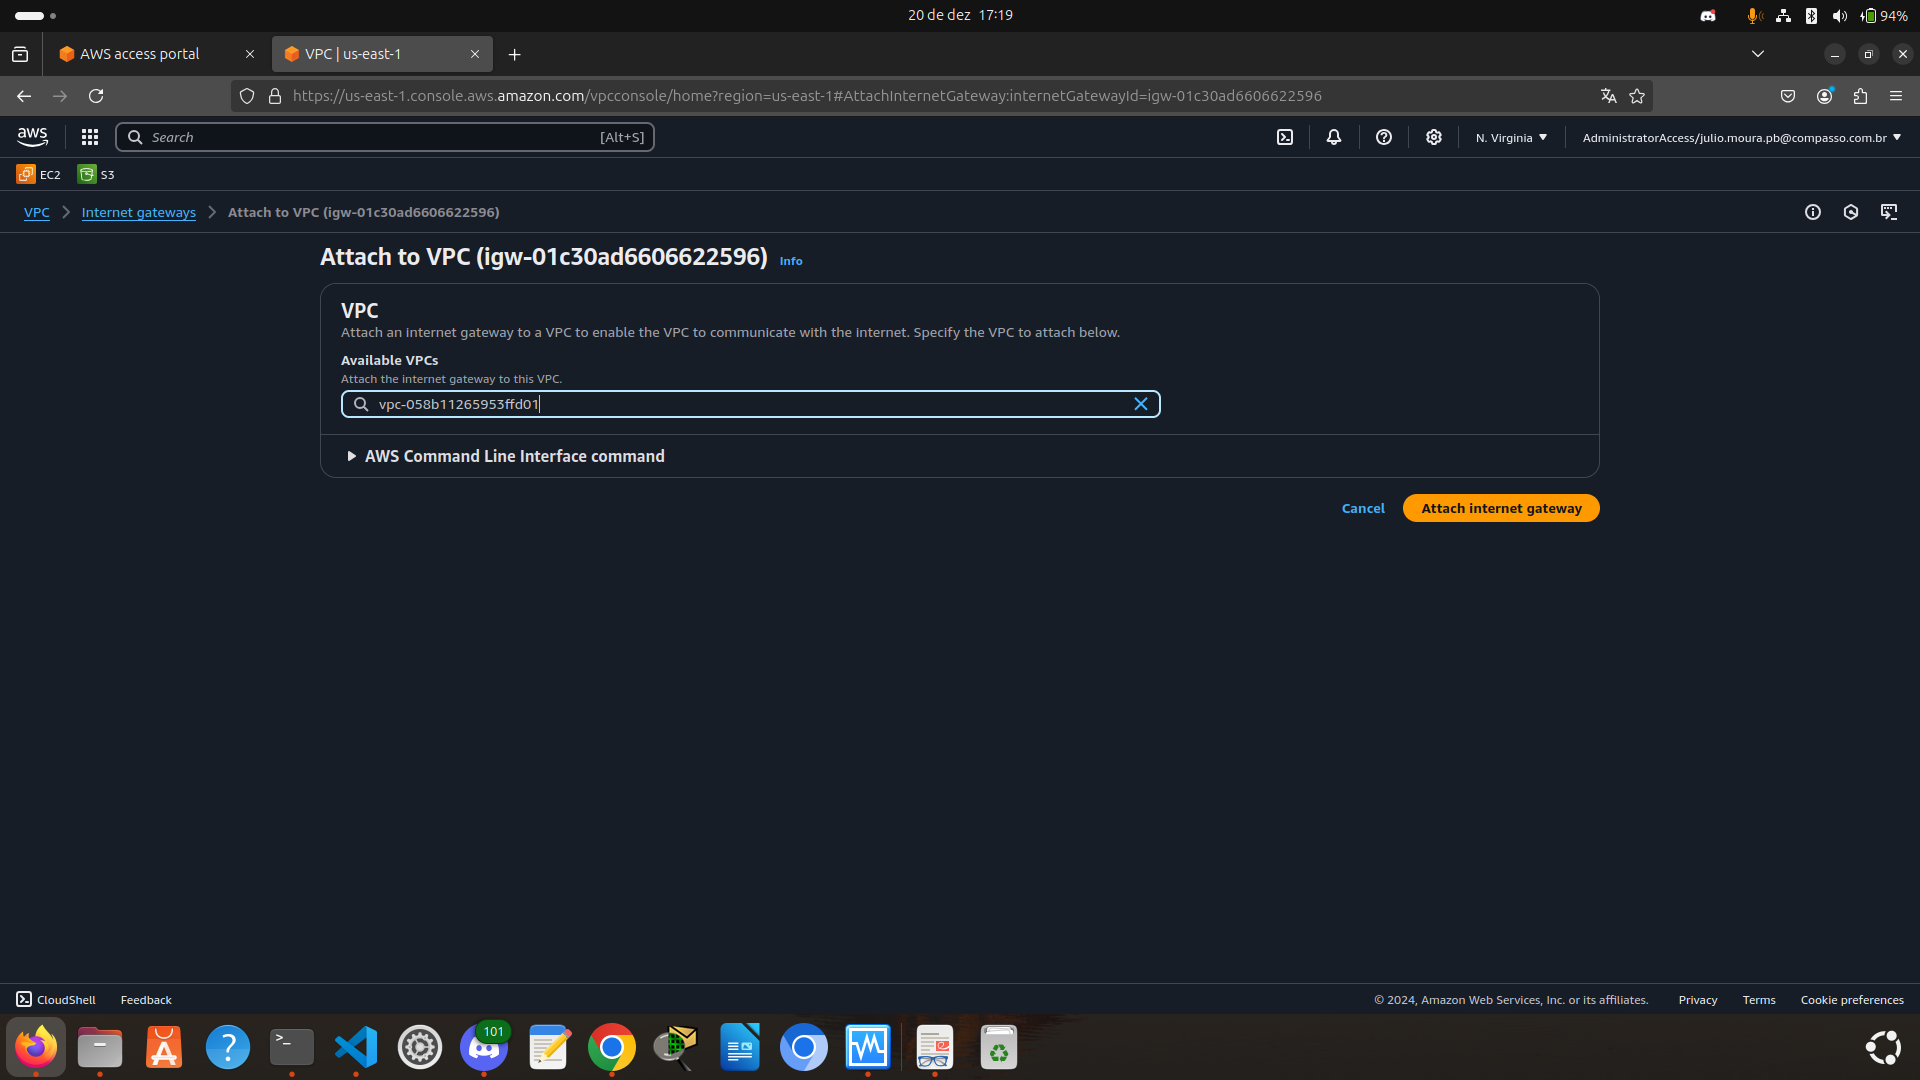 20 de dez 17:19
94%
AWS access portal
VPC | us-east-1
https://us-east-1.console.aws.amazon.com/vpcconsole/home?region=us-east-1#AttachInternetGateway:internetGatewayId=igw-01c30ad6606622596
aws
Search
[Alt+S]
N. Virginia
AdministratorAccess/julio.moura.pb@compasso.com.br
EC2
S3
VPC
Internet gateways
Attach to VPC (igw-01c30ad6606622596)
Attach to VPC (igw-01c30ad6606622596) Info
VPC
Attach an internet gateway to a VPC to enable the VPC to communicate with the internet. Specify the VPC to attach below.
Available VPCs
Attach the internet gateway to this VPC.
vpc-058b11265953ffd01
AWS Command Line Interface command
Cancel
Attach internet gateway
CloudShell
Feedback
© 2024, Amazon Web Services, Inc. or its affiliates.
Privacy
Terms
Cookie preferences
101